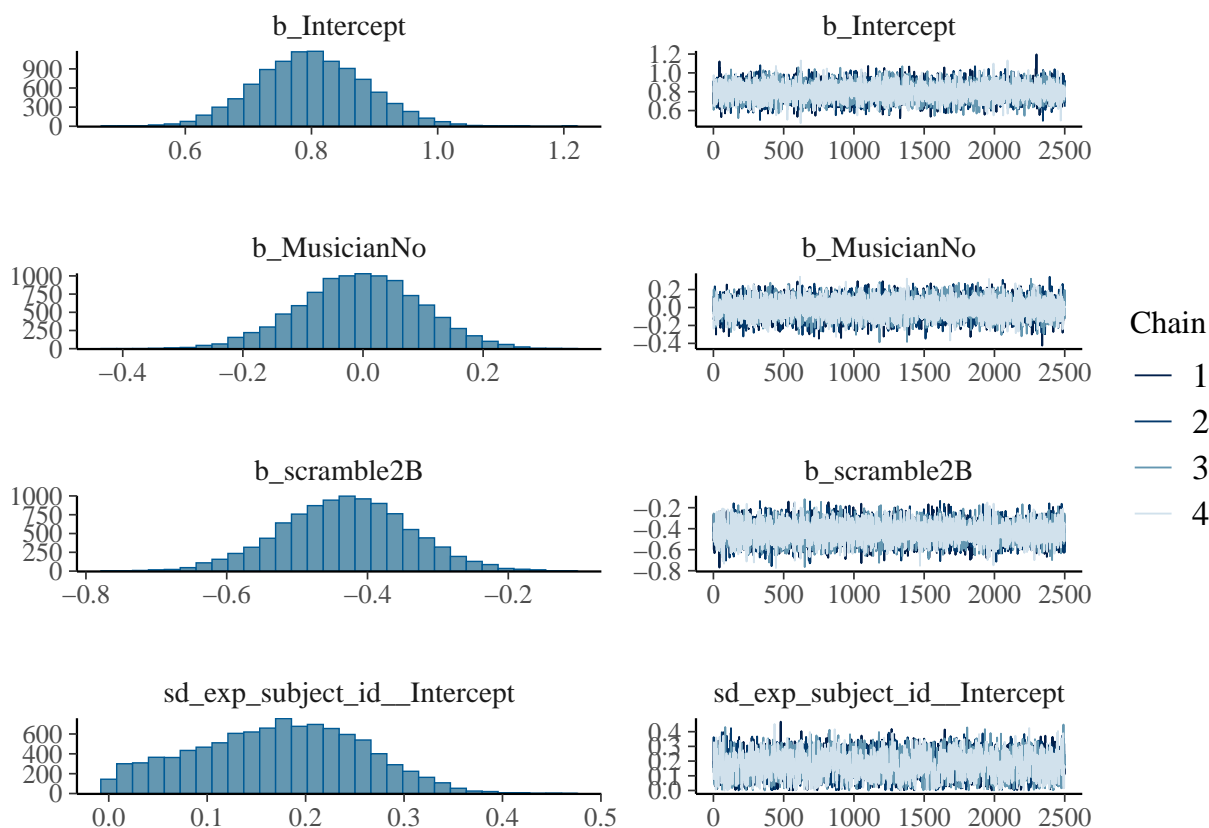 b_Intercept
900
600
300
0
0.6 0.8 1.0 1.2
b_Intercept
1.2
1.0
0.8
0.6
0 500 1000 1500 2000 2500
b_MusicianNo
1000
750
500
250
0
−0.4 −0.2 0.0 0.2
b_MusicianNo
0.2
0.0
−0.2
−0.4
0 500 1000 1500 2000 2500
b_scramble2B
1000
750
500
250
0
−0.8 −0.6 −0.4 −0.2
b_scramble2B
−0.2
−0.4
−0.6
−0.8
0 500 1000 1500 2000 2500
sd_exp_subject_id__Intercept
600
400
200
0
0.0 0.1 0.2 0.3 0.4 0.5
sd_exp_subject_id__Intercept
0.4
0.3
0.2
0.1
0.0
0 500 1000 1500 2000 2500
Chain
1
2
3
4